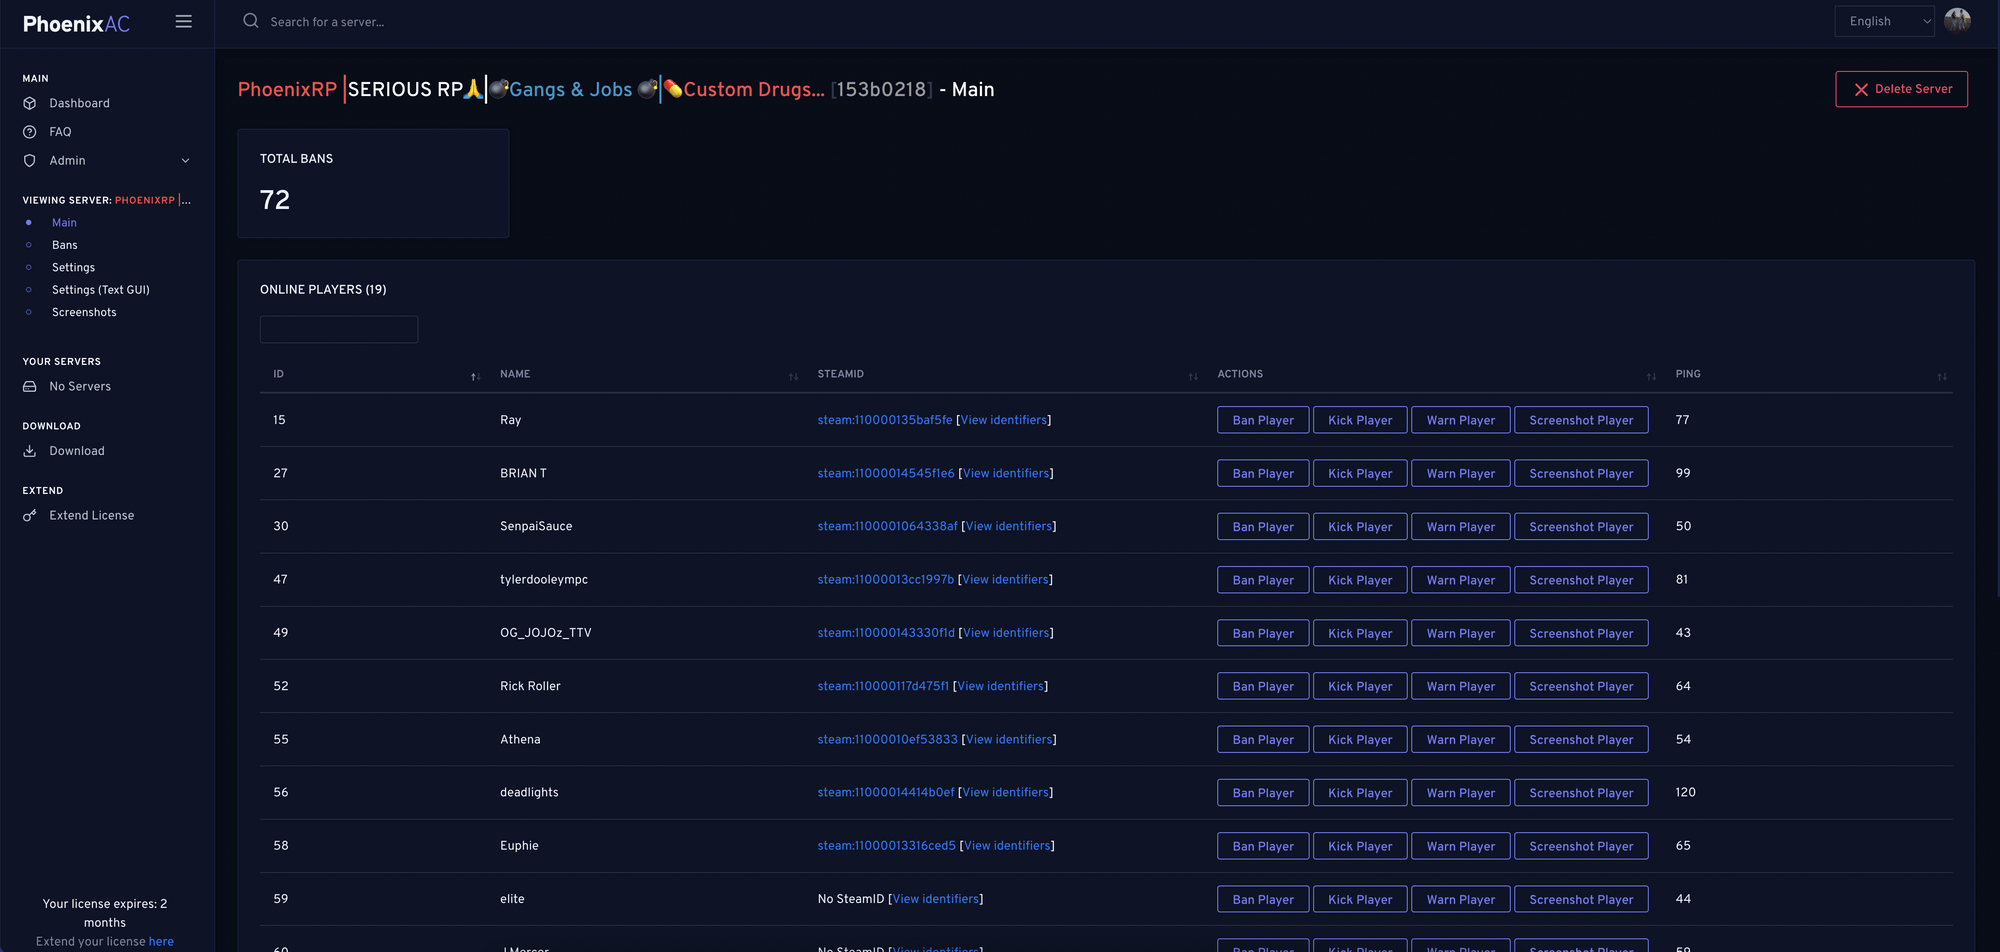 PhoenixAC
Search for a server...
English
MAIN
Dashboard
FAQ
Admin
VIEWING SERVER: PHOENIXRP |...
Main
Bans
Settings
Settings (Text GUI)
Screenshots
YOUR SERVERS
No Servers
DOWNLOAD
Download
EXTEND
Extend License
Your license expires: 2
months
Extend your license here
PhoenixRP |SERIOUS RP🙏|💣Gangs & Jobs 💣|💊Custom Drugs... [153b0218] - Main
Delete Server
TOTAL BANS
72
ONLINE PLAYERS (19)
ID NAME STEAMID ACTIONS PING
15 Ray steam:110000135baf5fe [View identifiers] Ban Player Kick Player Warn Player Screenshot Player 77
27 BRIAN T steam:11000014545f1e6 [View identifiers] Ban Player Kick Player Warn Player Screenshot Player 99
30 SenpaiSauce steam:1100001064338af [View identifiers] Ban Player Kick Player Warn Player Screenshot Player 50
47 tylerdooleympc steam:11000013cc1997b [View identifiers] Ban Player Kick Player Warn Player Screenshot Player 81
49 OG_JOJOz_TTV steam:110000143330f1d [View identifiers] Ban Player Kick Player Warn Player Screenshot Player 43
52 Rick Roller steam:110000117d475f1 [View identifiers] Ban Player Kick Player Warn Player Screenshot Player 64
55 Athena steam:11000010ef53833 [View identifiers] Ban Player Kick Player Warn Player Screenshot Player 54
56 deadlights steam:11000014414b0ef [View identifiers] Ban Player Kick Player Warn Player Screenshot Player 120
58 Euphie steam:11000013316ced5 [View identifiers] Ban Player Kick Player Warn Player Screenshot Player 65
59 elite No SteamID [View identifiers] Ban Player Kick Player Warn Player Screenshot Player 44
60 No SteamID [View identifiers] Ban Player Kick Player Warn Player Screenshot Player